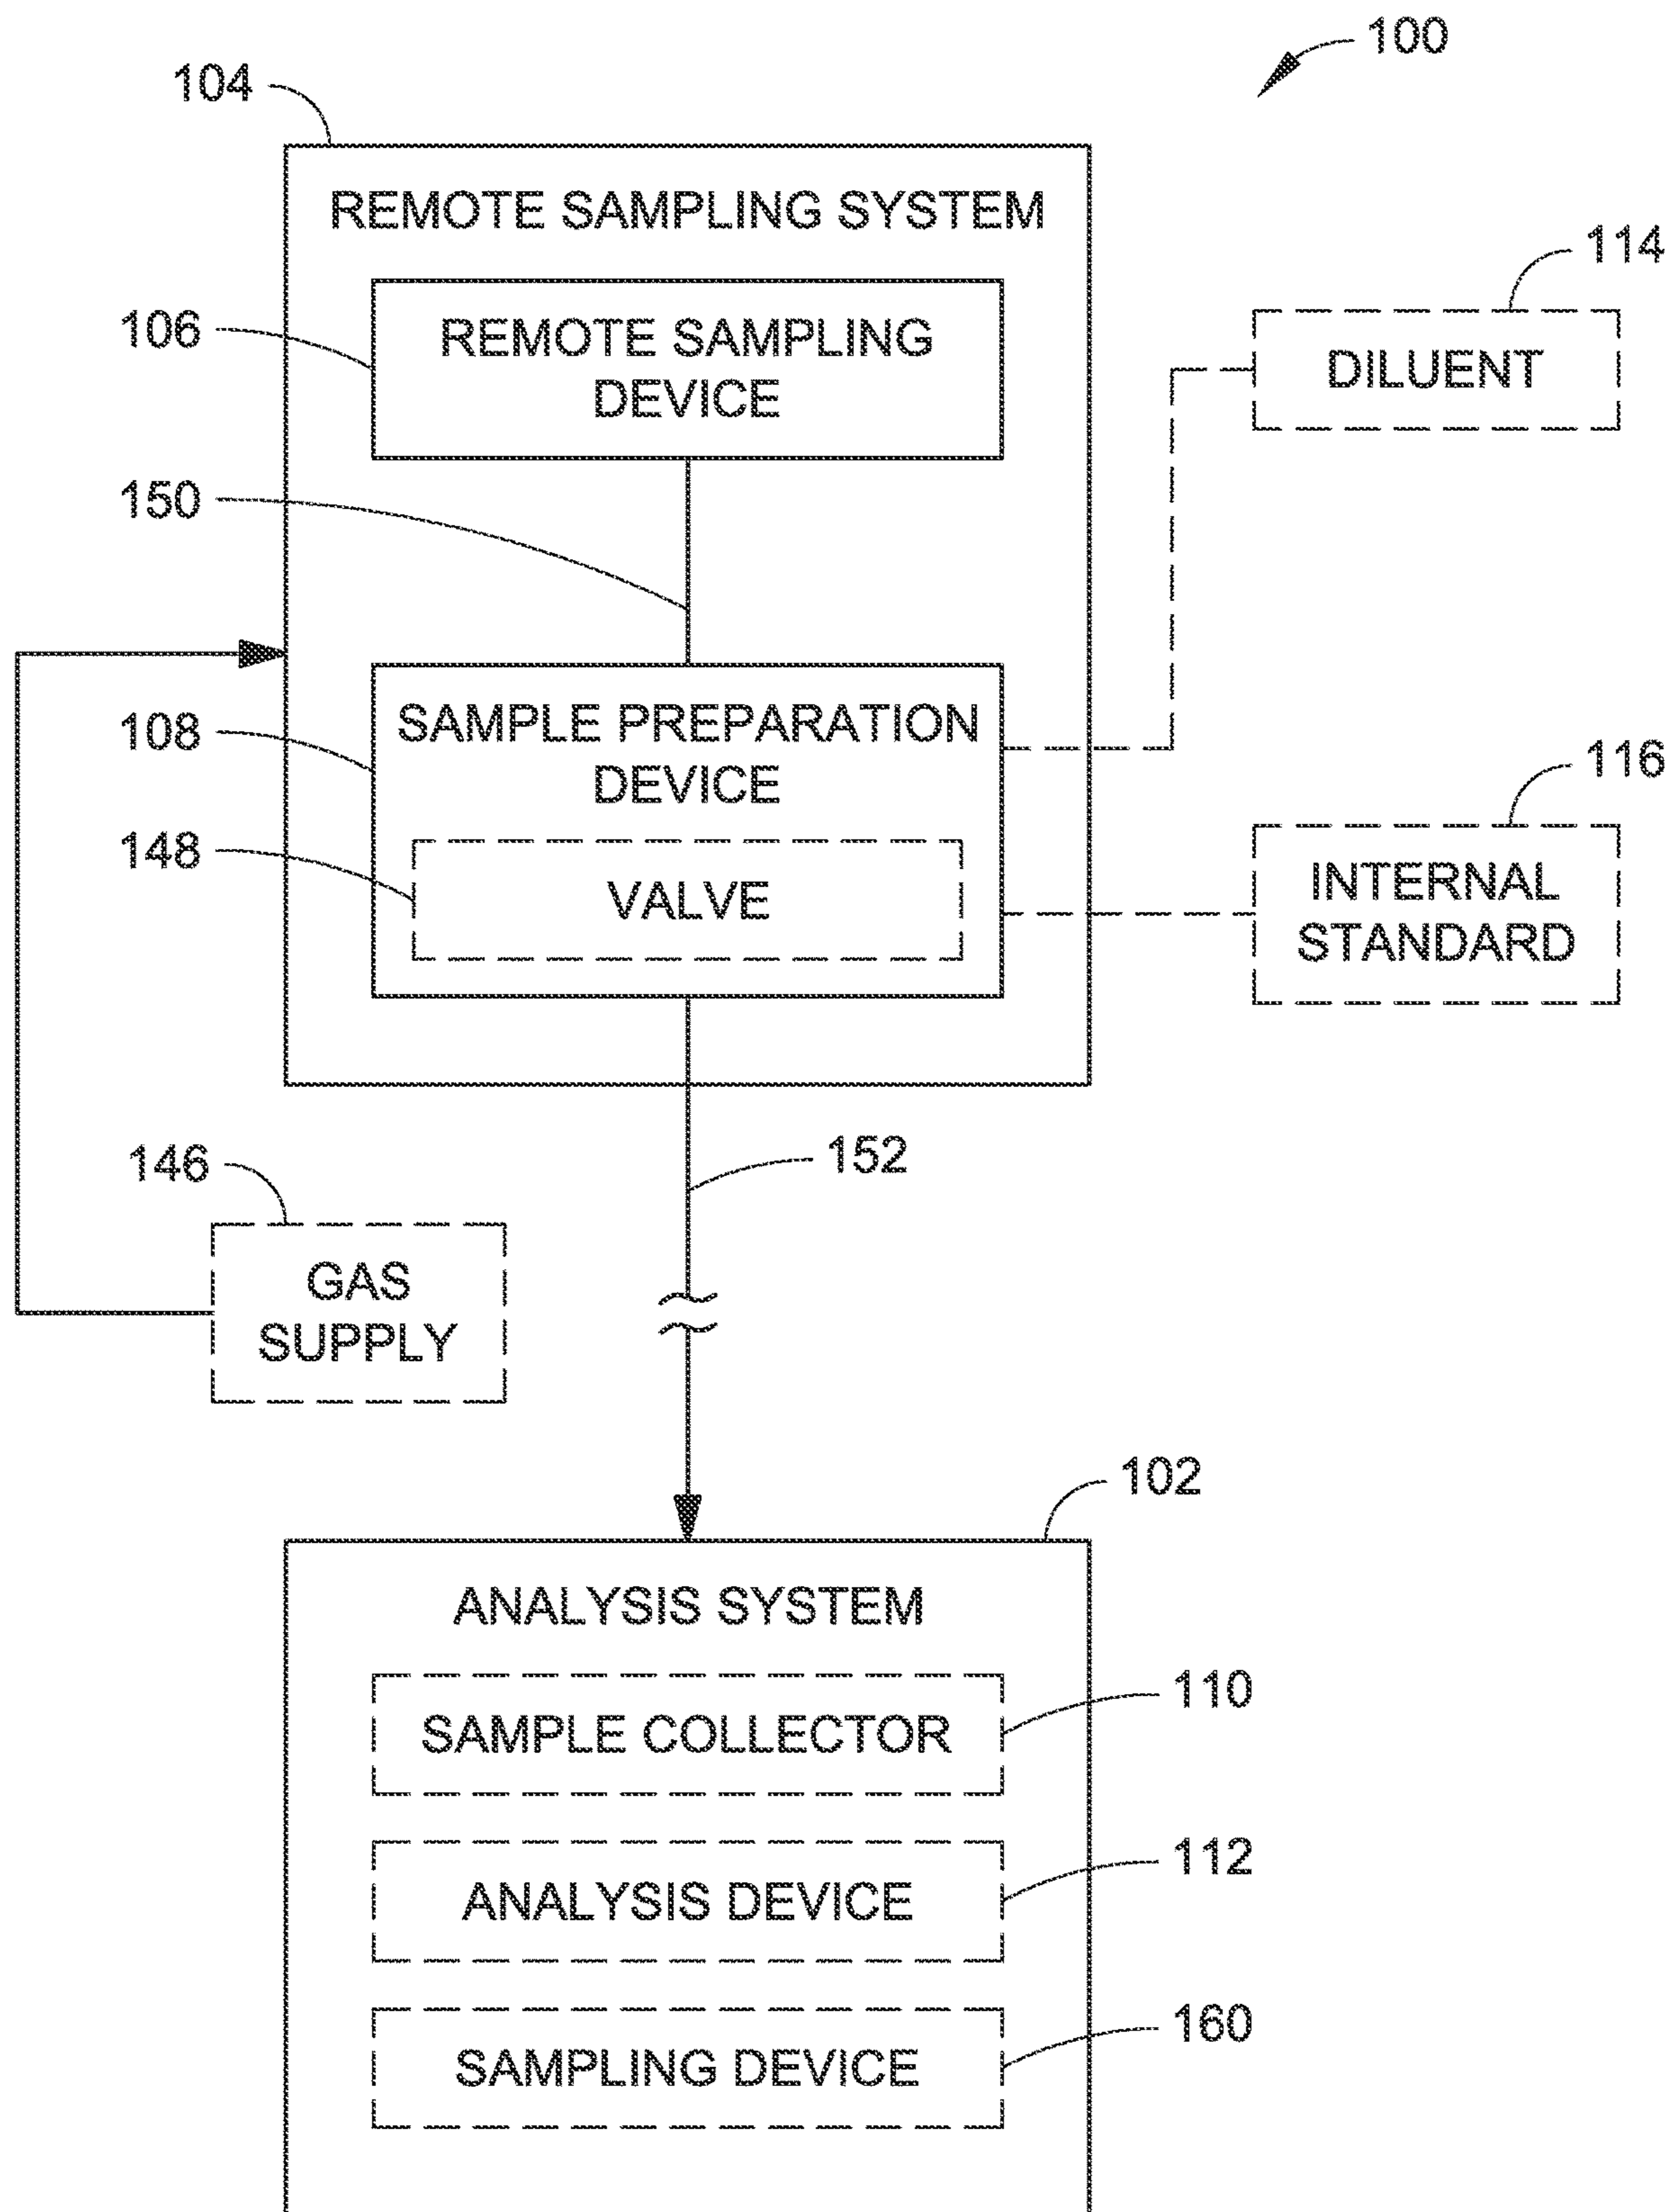 100
104
REMOTE SAMPLING SYSTEM
114
106
REMOTE SAMPLING
DEVICE
DILUENT
150
108
SAMPLE PREPARATION
DEVICE
116
148
VALVE
INTERNAL
STANDARD
146
152
GAS
SUPPLY
102
ANALYSIS SYSTEM
110
SAMPLE COLLECTOR
112
ANALYSIS DEVICE
160
SAMPLING DEVICE